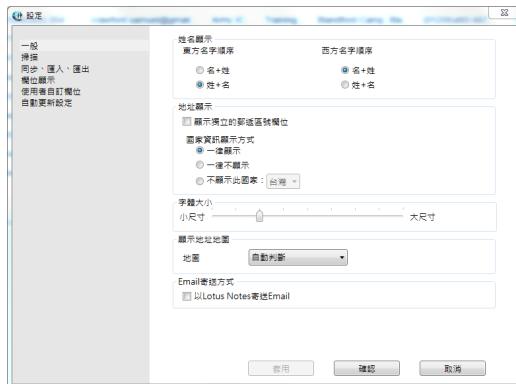 設定
一般
掃描
同步、匯入、匯出
欄位顯示
使用者自訂欄位
自動更新設定
姓名顯示
東方名字順序
西方名字順序
名+姓
名+姓
姓+名
姓+名
地址顯示
顯示獨立的郵遞區號欄位
國家資訊顯示方式
一律顯示
一律不顯示
不顯示此國家：
台灣
字體大小
小尺寸
大尺寸
顯示地址地圖
地圖
自動判斷
Email寄送方式
以Lotus Notes寄送Email
套用
確認
取消